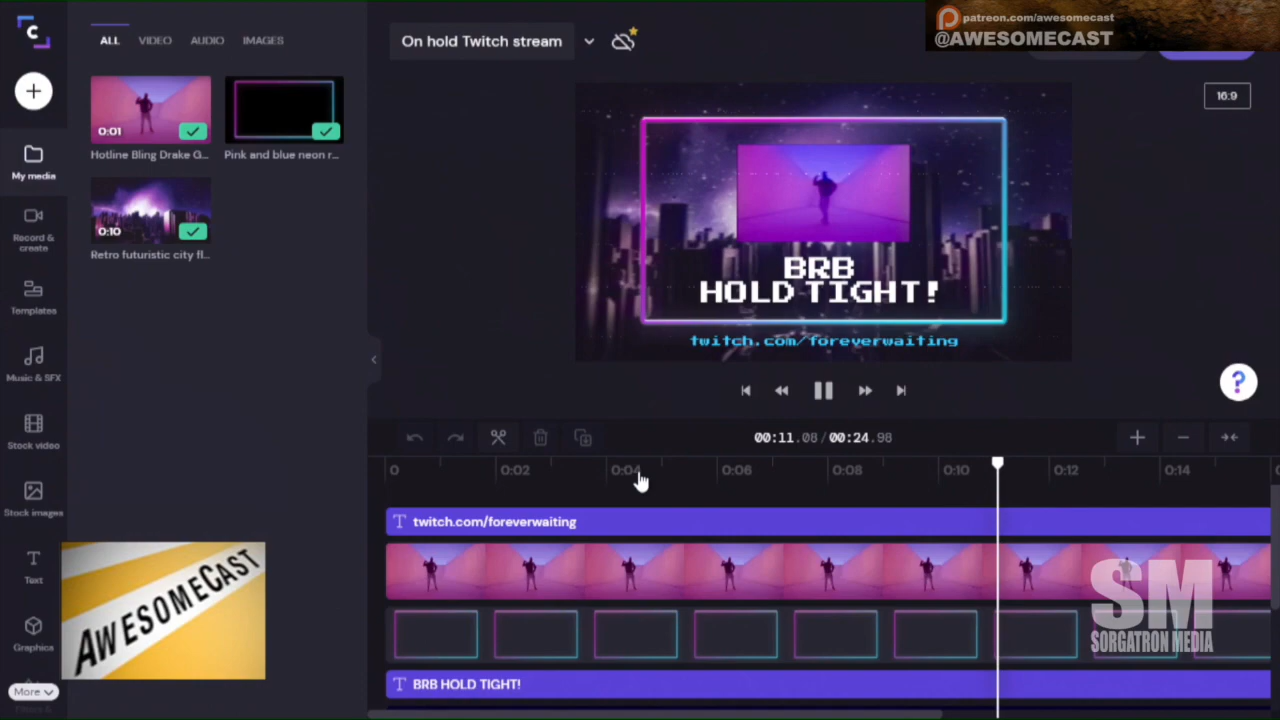 C
ALL VIDEO AUDIO IMAGES
On hold Twitch stream
patreon.com/awesomecast
@AWESOMECAST
16:9
0:01
Hotline Bling Drake G...
Pink and blue neon r...
0:10
Retro futuristic city fl...
My media
Record & create
Templates
Music & SFX
Stock video
Stock images
Text
Graphics
More
BRB
HOLD TIGHT!
twitch.com/foreverwaiting
?
00:11.08 / 00:24.98
0 0:02 0:04 0:06 0:08 0:10 0:12 0:14
T twitch.com/foreverwaiting
T BRB HOLD TIGHT!
AWESOMECAST
SM
SORGATRON MEDIA